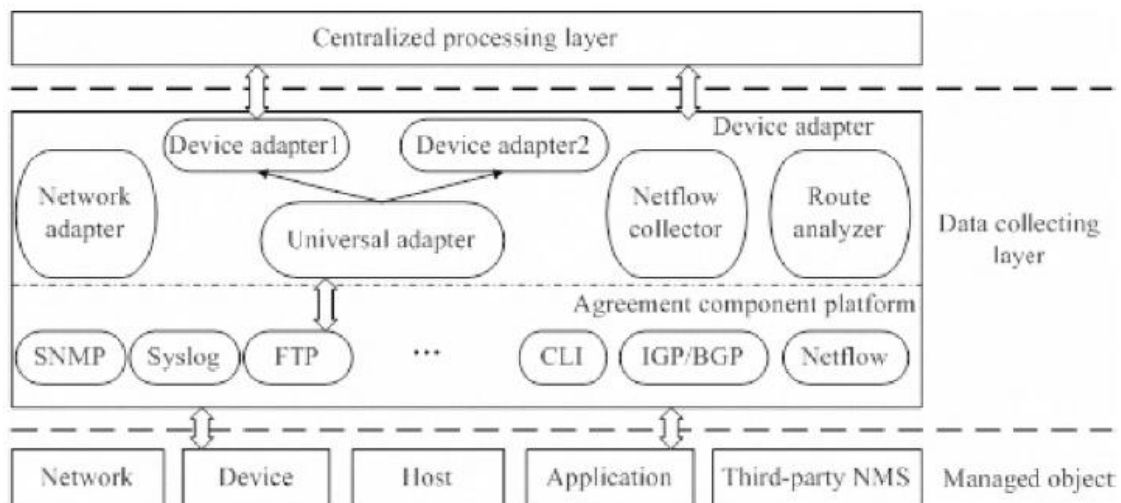 Centralized processing layer
Device adapter
Device adapter1
Device adapter2
Network
adapter
Universal adapter
Netflow
collector
Route
analyzer
Data collecting
layer
Agreement component platform
SNMP
Syslog
FTP
...
CLI
IGP/BGP
Netflow
Network
Device
Host
Application
Third-party NMS
Managed object